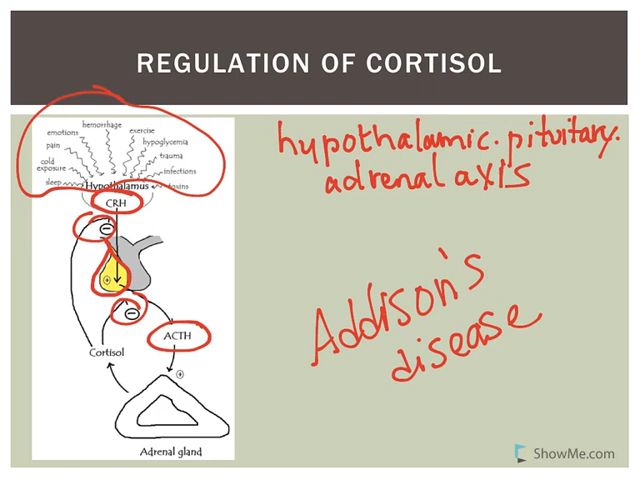 REGULATION OF CORTISOL
hemorrhage
emotions
exercise
pain
hypoglycemia
cold
exposure
trauma
infections
sleep
Hypothalamus
toxins
CRH
hypothalamic-pituitary-
adrenal axis
−
+
−
ACTH
Cortisol
+
Adrenal gland
Addison's
disease
ShowMe.com